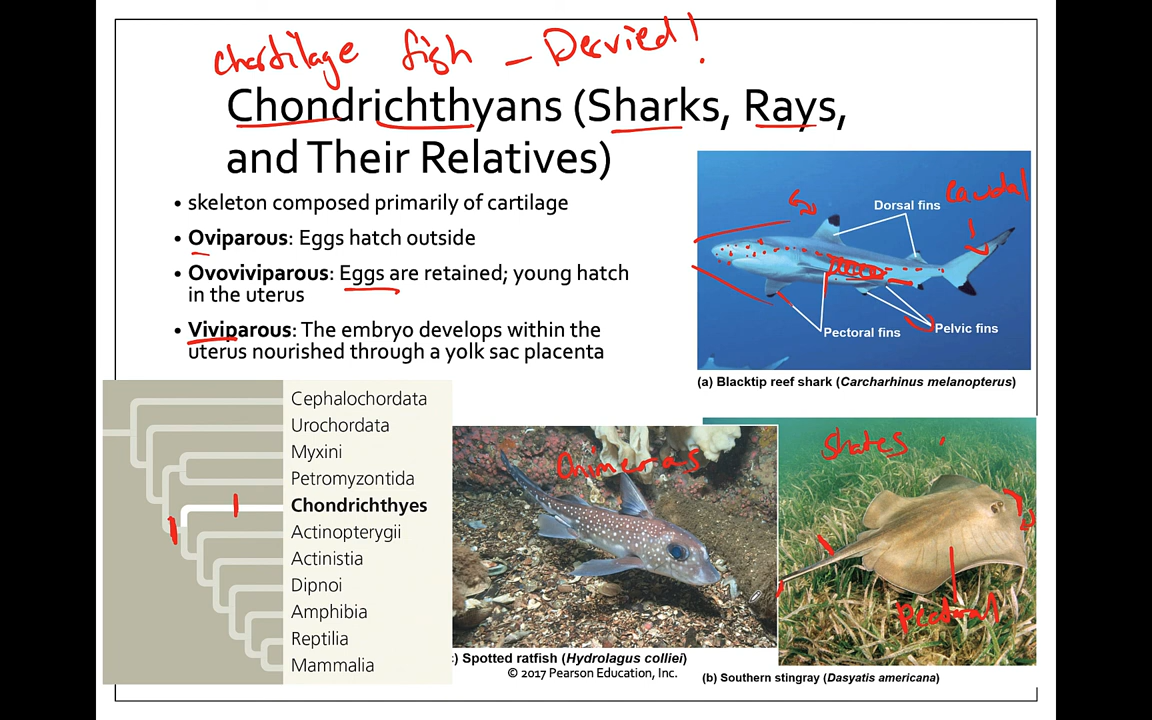 chartilage fish - Dervied!
Chondrichthyans (Sharks, Rays,
and Their Relatives)
• skeleton composed primarily of cartilage
• Oviparous: Eggs hatch outside
• Ovoviviparous: Eggs are retained; young hatch
in the uterus
• Viviparous: The embryo develops within the
uterus nourished through a yolk sac placenta
caudal
Dorsal fins
Pectoral fins
Pelvic fins
(a) Blacktip reef shark (Carcharhinus melanopterus)
Cephalochordata
Urochordata
Myxini
Petromyzontida
Chondrichthyes
Actinopterygii
Actinistia
Dipnoi
Amphibia
Reptilia
Mammalia
Chimeras
) Spotted ratfish (Hydrolagus colliei)
© 2017 Pearson Education, Inc.
Skates
Pectoral
(b) Southern stingray (Dasyatis americana)